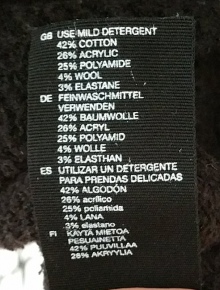 GB USE MILD DETERGENT
42% COTTON
26% ACRYLIC
25% POLYAMIDE
4% WOOL
3% ELASTANE
DE FEINWASCHMITTEL
VERWENDEN
42% BAUMWOLLE
26% ACRYL
25% POLYAMID
4% WOLLE
3% ELASTHAN
ES UTILIZAR UN DETERGENTE
PARA PRENDAS DELICADAS
42% ALGODÓN
26% acrílico
25% poliamida
4% LANA
3% elastano
FI KÄYTÄ MIETOA
PESUAINETTA
42% PUUVILLAA
26% AKRYYLIA